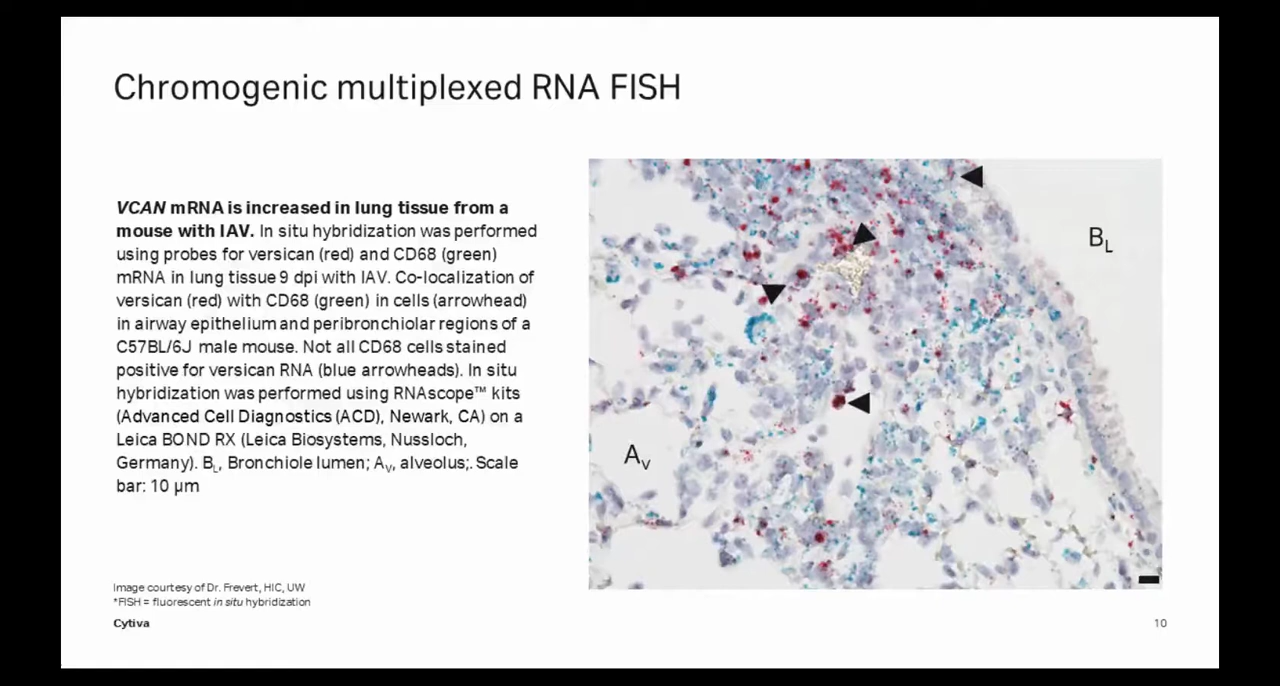 Chromogenic multiplexed RNA FISH
VCAN mRNA is increased in lung tissue from a
mouse with IAV. In situ hybridization was performed
using probes for versican (red) and CD68 (green)
mRNA in lung tissue 9 dpi with IAV. Co-localization of
versican (red) with CD68 (green) in cells (arrowhead)
in airway epithelium and peribronchiolar regions of a
C57BL/6J male mouse. Not all CD68 cells stained
positive for versican RNA (blue arrowheads). In situ
hybridization was performed using RNAscope™ kits
(Advanced Cell Diagnostics (ACD), Newark, CA) on a
Leica BOND RX (Leica Biosystems, Nussloch,
Germany). BL, Bronchiole lumen; AV, alveolus;. Scale
bar: 10 µm
BL
AV
Image courtesy of Dr. Frevert, HIC, UW
*FISH = fluorescent in situ hybridization
Cytiva
10